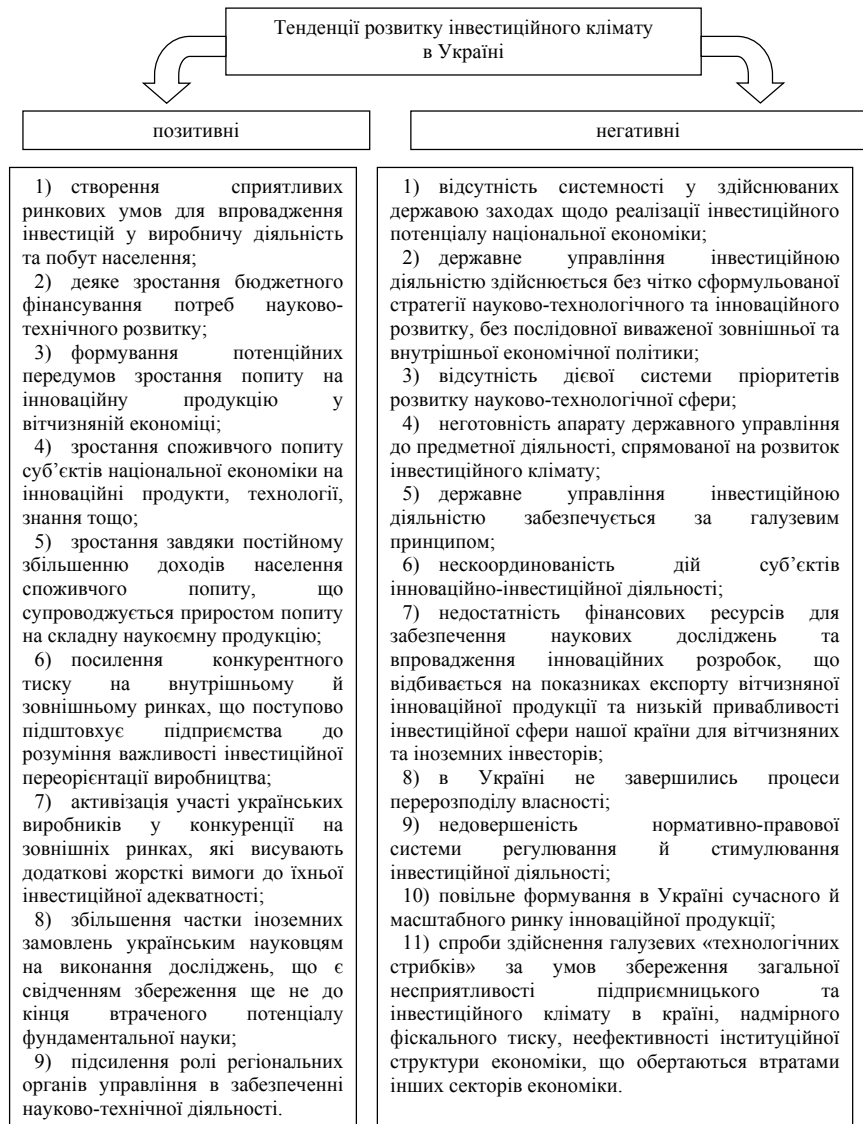 Тенденції розвитку інвестиційного клімату
в Україні
позитивні
негативні
1) створення сприятливих
ринкових умов для впровадження
інвестицій у виробничу діяльність
та побут населення;
2) деяке зростання бюджетного
фінансування потреб науково-
технічного розвитку;
3) формування потенційних
передумов зростання попиту на
інноваційну продукцію у
вітчизняній економіці;
4) зростання споживчого попиту
суб’єктів національної економіки на
інноваційні продукти, технології,
знання тощо;
5) зростання завдяки постійному
збільшенню доходів населення
споживчого попиту, що
супроводжується приростом попиту
на складну наукоємну продукцію;
6) посилення конкурентного
тиску на внутрішньому й
зовнішньому ринках, що поступово
підштовхує підприємства до
розуміння важливості інвестиційної
переорієнтації виробництва;
7) активізація участі українських
виробників у конкуренції на
зовнішніх ринках, які висувають
додаткові жорсткі вимоги до їхньої
інвестиційної адекватності;
8) збільшення частки іноземних
замовлень українським науковцям
на виконання досліджень, що є
свідченням збереження ще не до
кінця втраченого потенціалу
фундаментальної науки;
9) підсилення ролі регіональних
органів управління в забезпеченні
науково-технічної діяльності.
1) відсутність системності у здійснюваних
державою заходах щодо реалізації інвестиційного
потенціалу національної економіки;
2) державне управління інвестиційною
діяльністю здійснюється без чітко сформульованої
стратегії науково-технологічного та інноваційного
розвитку, без послідовної виваженої зовнішньої та
внутрішньої економічної політики;
3) відсутність дієвої системи пріоритетів
розвитку науково-технологічної сфери;
4) неготовність апарату державного управління
до предметної діяльності, спрямованої на розвиток
інвестиційного клімату;
5) державне управління інвестиційною
діяльністю забезпечується за галузевим
принципом;
6) нескоординованість дій суб’єктів
інноваційно-інвестиційної діяльності;
7) недостатність фінансових ресурсів для
забезпечення наукових досліджень та
впровадження інноваційних розробок, що
відбивається на показниках експорту вітчизняної
інноваційної продукції та низькій привабливості
інвестиційної сфери нашої країни для вітчизняних
та іноземних інвесторів;
8) в Україні не завершились процеси
перерозподілу власності;
9) недовершеність нормативно-правової
системи регулювання й стимулювання
інвестиційної діяльності;
10) повільне формування в Україні сучасного й
масштабного ринку інноваційної продукції;
11) спроби здійснення галузевих «технологічних
стрибків» за умов збереження загальної
несприятливості підприємницького та
інвестиційного клімату в країні, надмірного
фіскального тиску, неефективності інституційної
структури економіки, що обертаються втратами
інших секторів економіки.